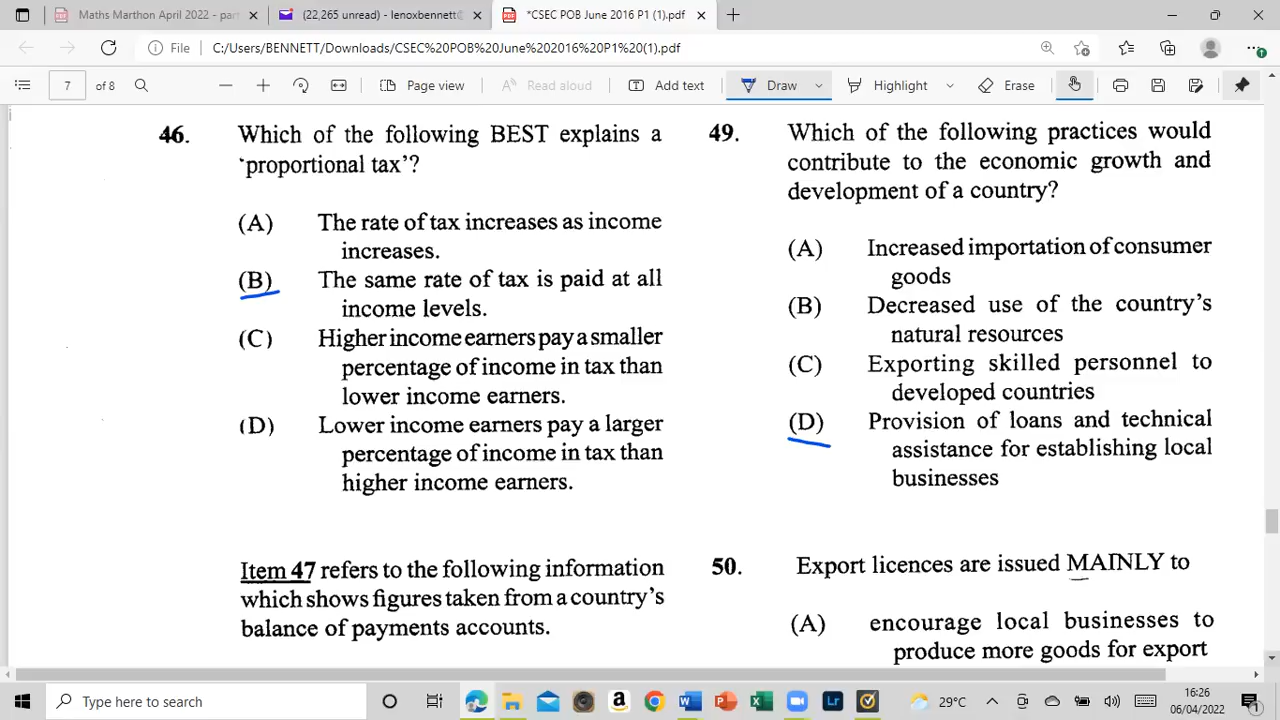 Maths Marthon April 2022 - par
(22,265 unread) - lenoxbennett@
*CSEC POB June 2016 P1 (1).pdf
File
C:/Users/BENNETT/Downloads/CSEC%20POB%20June%202016%20P1%20(1).pdf
7 of 8
Page view
Read aloud
Add text
Draw
Highlight
Erase
46. Which of the following BEST explains a
'proportional tax'?
(A) The rate of tax increases as income
increases.
(B) The same rate of tax is paid at all
income levels.
(C) Higher income earners pay a smaller
percentage of income in tax than
lower income earners.
(D) Lower income earners pay a larger
percentage of income in tax than
higher income earners.
Item 47 refers to the following information
which shows figures taken from a country's
balance of payments accounts.
49. Which of the following practices would
contribute to the economic growth and
development of a country?
(A) Increased importation of consumer
goods
(B) Decreased use of the country's
natural resources
(C) Exporting skilled personnel to
developed countries
(D) Provision of loans and technical
assistance for establishing local
businesses
50. Export licences are issued MAINLY to
(A) encourage local businesses to
produce more goods for export
Type here to search
29°C
16:26
06/04/2022